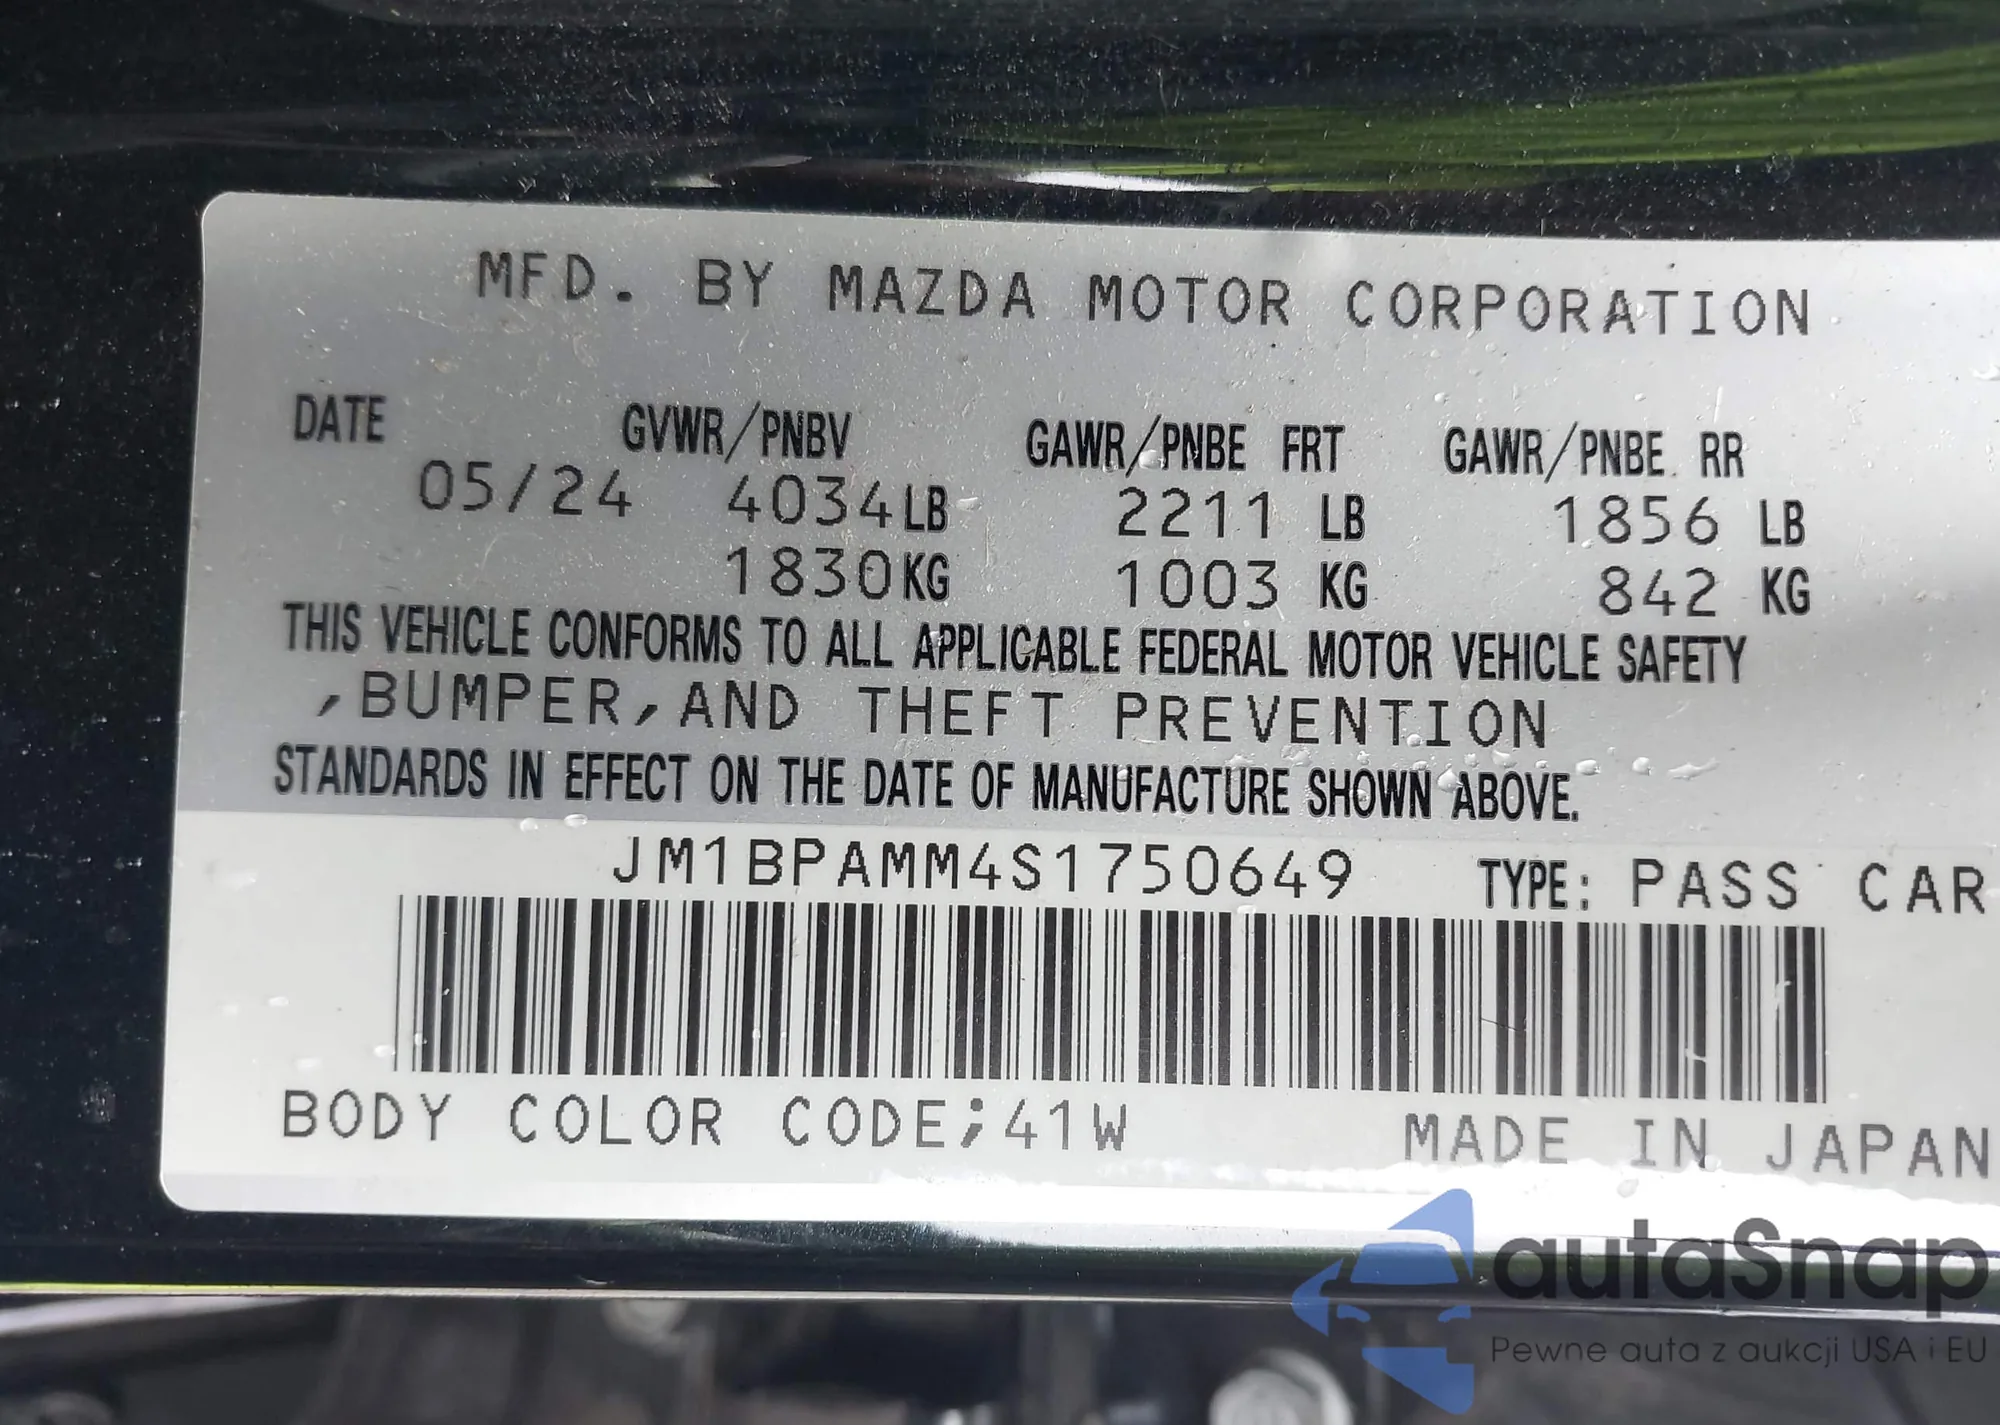 MFD. BY MAZDA MOTOR CORPORATION
DATE GVWR/PNBV GAWR/PNBE FRT GAWR/PNBE RR
05/24 4034LB 2211 LB 1856 LB
1830KG 1003 KG 842 KG
THIS VEHICLE CONFORMS TO ALL APPLICABLE FEDERAL MOTOR VEHICLE SAFETY
,BUMPER,AND THEFT PREVENTION
STANDARDS IN EFFECT ON THE DATE OF MANUFACTURE SHOWN ABOVE.
JM1BPAMM4S1750649 TYPE: PASS CAR
BODY COLOR CODE;41W MADE IN JAPAN
autaSnap
Pewne auta z aukcji USA i EU